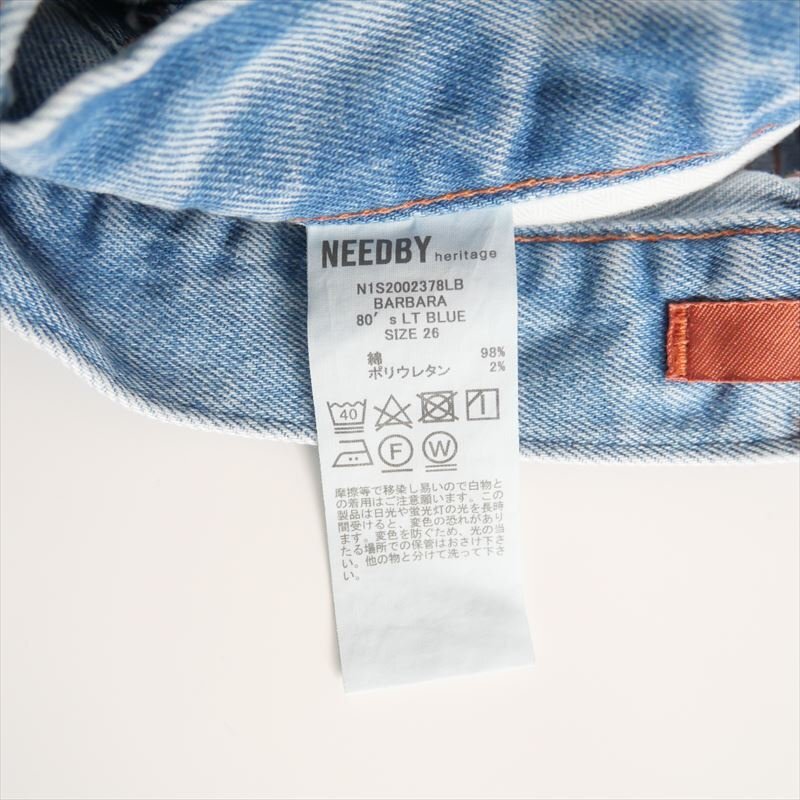 NEEDBY heritage
N1S2002378LB
BARBARA
80's LT BLUE
SIZE 26
綿 98%
ポリウレタン 2%
40
F W
摩擦等で移染し易いので白物と
の着用はご注意願います。この
製品は日光や蛍光灯の光を長時
間受けると、変色の恐れがあり
ます。変色を防ぐため、光の当
たる場所での保管はおさけ下さ
い。他の物と分けて洗って下さ
い。